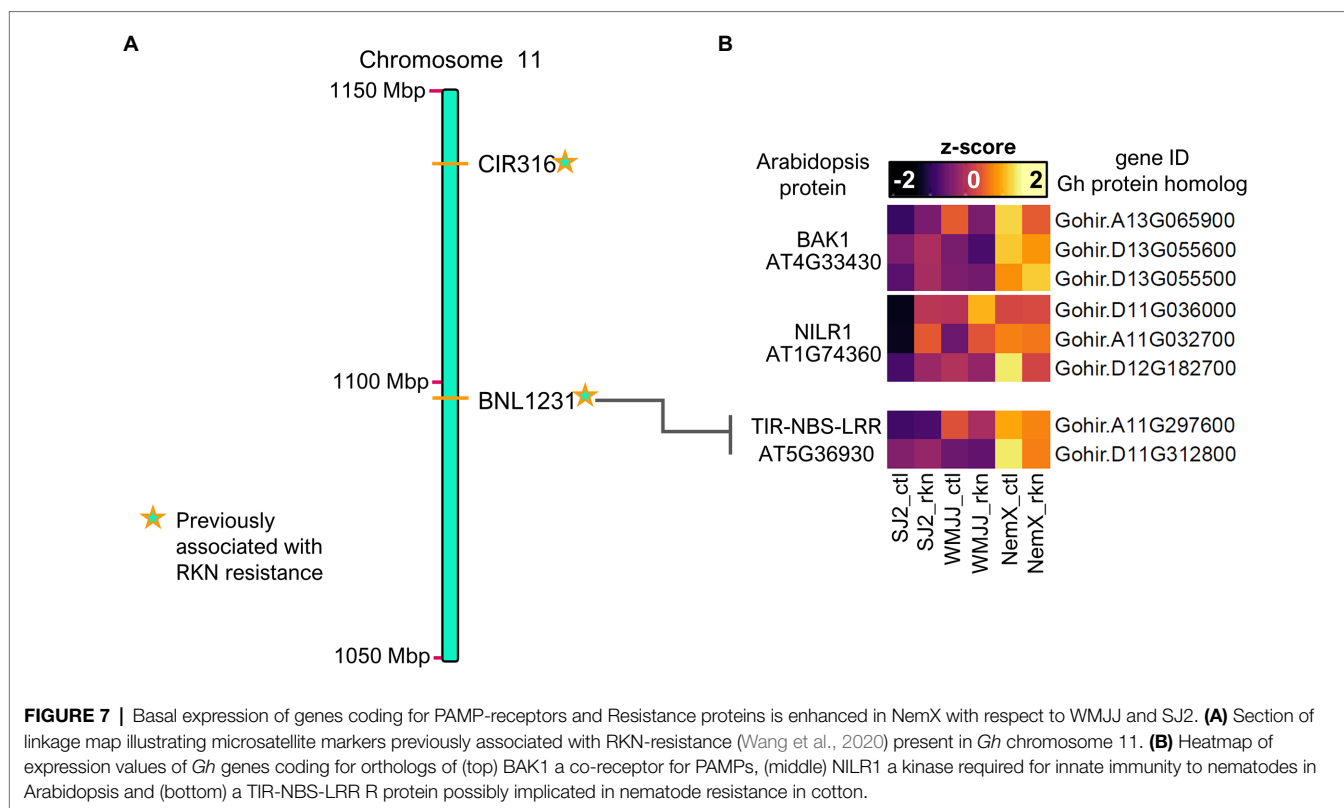 A
Chromosome 11
1150 Mbp
CIR316
1100 Mbp
BNL1231
1050 Mbp
Previously
associated with
RKN resistance
B
z-score
-2 0 2
Arabidopsis
protein
gene ID
Gh protein homolog
BAK1
AT4G33430
Gohir.A13G065900
Gohir.D13G055600
Gohir.D13G055500
NILR1
AT1G74360
Gohir.D11G036000
Gohir.A11G032700
Gohir.D12G182700
TIR-NBS-LRR
AT5G36930
Gohir.A11G297600
Gohir.D11G312800
SJ2_ctl
SJ2_rkn
WMJJ_ctl
WMJJ_rkn
NemX_ctl
NemX_rkn
FIGURE 7 | Basal expression of genes coding for PAMP-receptors and Resistance proteins is enhanced in NemX with respect to WMJJ and SJ2. (A) Section of
linkage map illustrating microsatellite markers previously associated with RKN-resistance (Wang et al., 2020) present in Gh chromosome 11. (B) Heatmap of
expression values of Gh genes coding for orthologs of (top) BAK1 a co-receptor for PAMPs, (middle) NILR1 a kinase required for innate immunity to nematodes in
Arabidopsis and (bottom) a TIR-NBS-LRR R protein possibly implicated in nematode resistance in cotton.